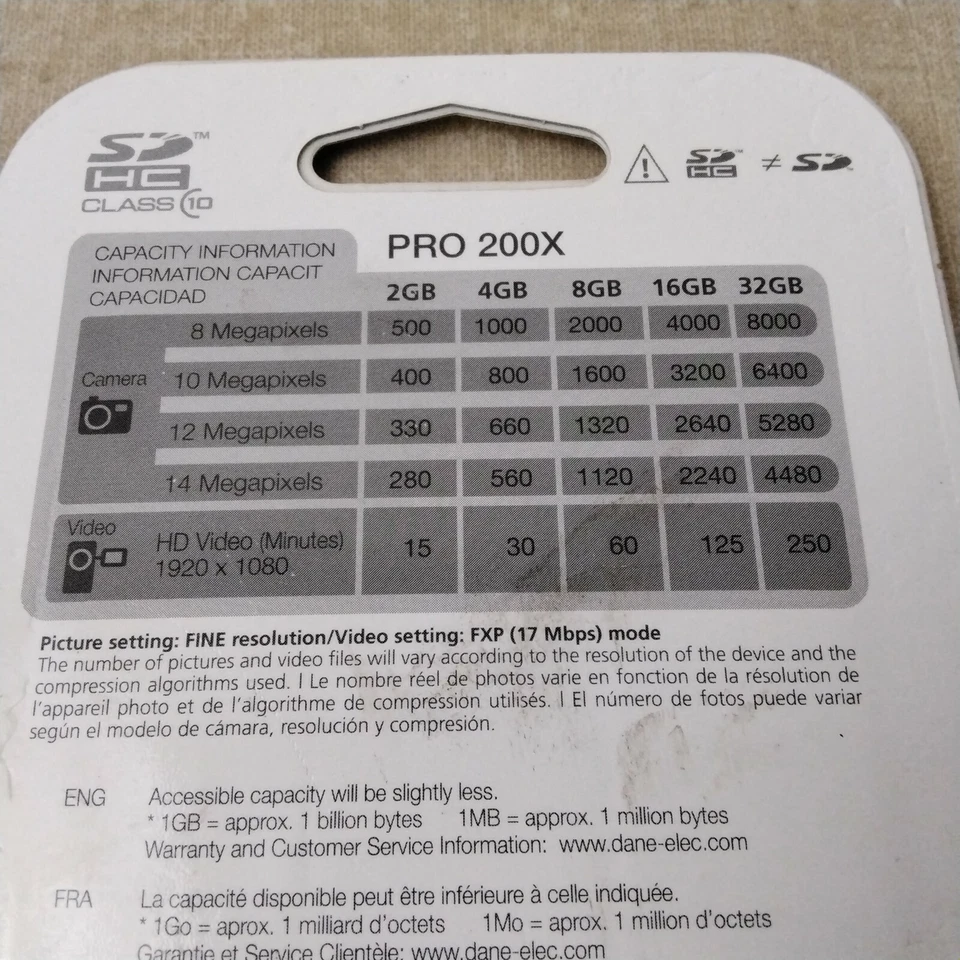 SD™
HC
CLASS 10
SD HC™ ≠ SD™
CAPACITY INFORMATION
INFORMATION CAPACIT
CAPACIDAD
PRO 200X
2GB 4GB 8GB 16GB 32GB
8 Megapixels 500 1000 2000 4000 8000
Camera 10 Megapixels 400 800 1600 3200 6400
12 Megapixels 330 660 1320 2640 5280
14 Megapixels 280 560 1120 2240 4480
Video
HD Video (Minutes) 15 30 60 125 250
1920 x 1080
Picture setting: FINE resolution/Video setting: FXP (17 Mbps) mode
The number of pictures and video files will vary according to the resolution of the device and the
compression algorithms used. I Le nombre réel de photos varie en fonction de la résolution de
l'appareil photo et de l'algorithme de compression utilisés. I El número de fotos puede variar
según el modelo de cámara, resolución y compresión.
ENG Accessible capacity will be slightly less.
* 1GB = approx. 1 billion bytes 1MB = approx. 1 million bytes
Warranty and Customer Service Information: www.dane-elec.com
FRA La capacité disponible peut être inférieure à celle indiquée.
* 1Go = aprox. 1 milliard d'octets 1Mo = aprox. 1 million d'octets
Garantie et Service Clientèle: www.dane-elec.com